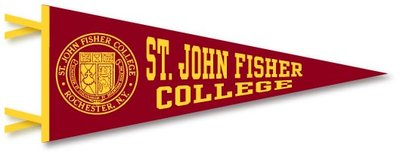 ST. JOHN FISHER COLLEGE
ROCHESTER, N.Y.
ST. JOHN FISHER
COLLEGE